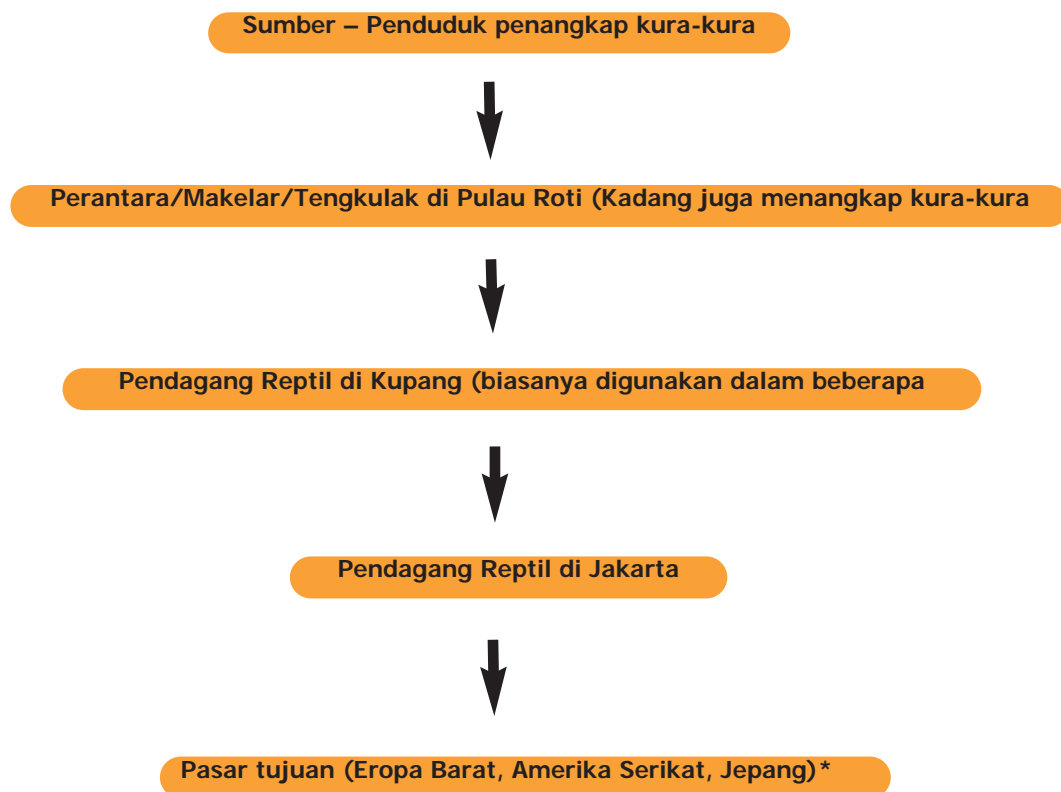 Sumber – Penduduk penangkap kura-kura
Perantara/Makelar/Tengkulak di Pulau Roti (Kadang juga menangkap kura-kura
Pendagang Reptil di Kupang (biasanya digunakan dalam beberapa
Pendagang Reptil di Jakarta
Pasar tujuan (Eropa Barat, Amerika Serikat, Jepang)*